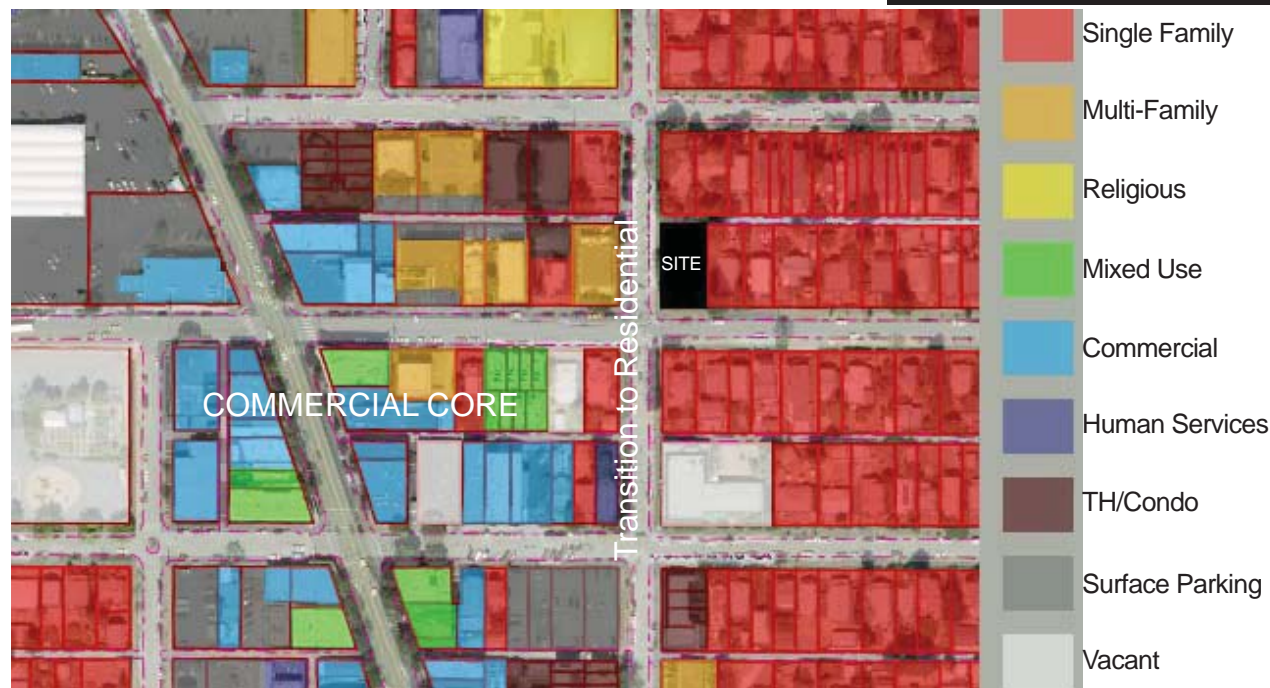 SITE
COMMERCIAL CORE
Transition to Residential
Single Family
Multi-Family
Religious
Mixed Use
Commercial
Human Services
TH/Condo
Surface Parking
Vacant